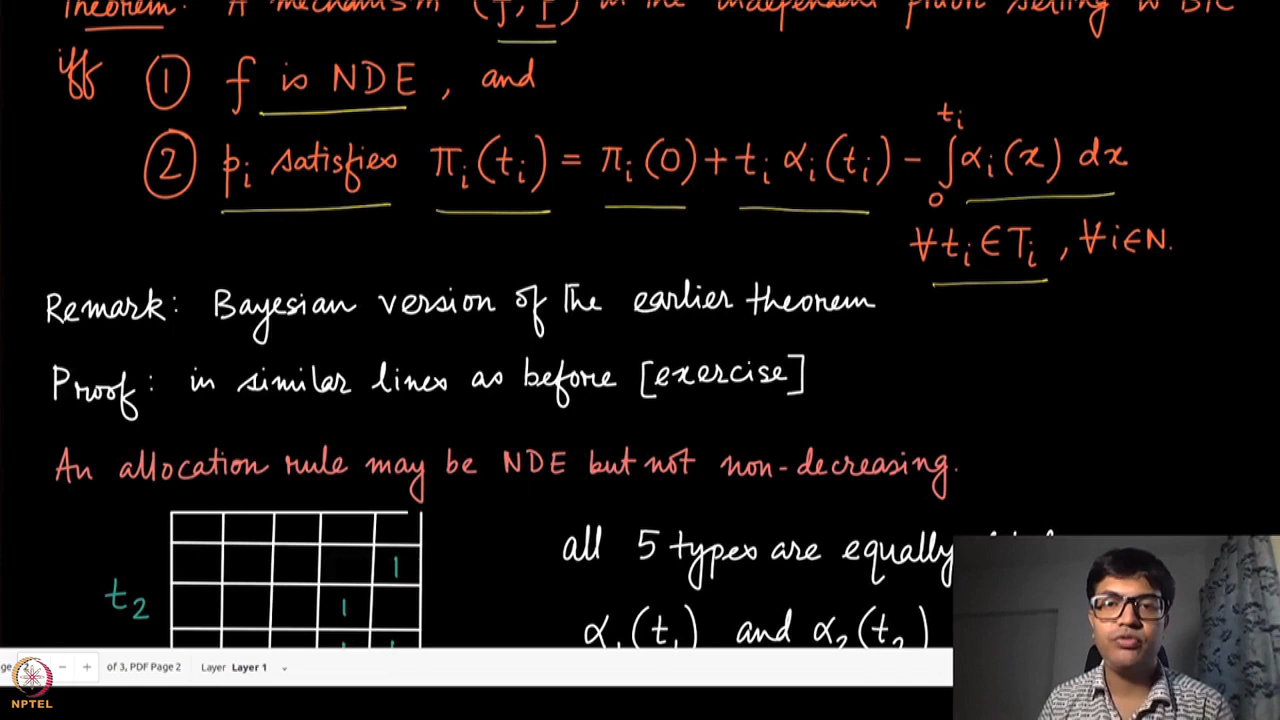 Theorem: A mechanism (f, p) in the independent priors setting is BIC
iff ① f is NDE, and
② pᵢ satisfies πᵢ(tᵢ) = πᵢ(0) + tᵢ αᵢ(tᵢ) - ∫₀^tᵢ αᵢ(x) dx
∀tᵢ∈Tᵢ, ∀i∈N.
Remark: Bayesian version of the earlier theorem
Proof: in similar lines as before [exercise]
An allocation rule may be NDE but not non-decreasing.
all 5 types are equally
1
t₂
1
α₁(t₁) and α₂(t₂)
of 3, PDF Page 2 Layer Layer 1
NPTEL